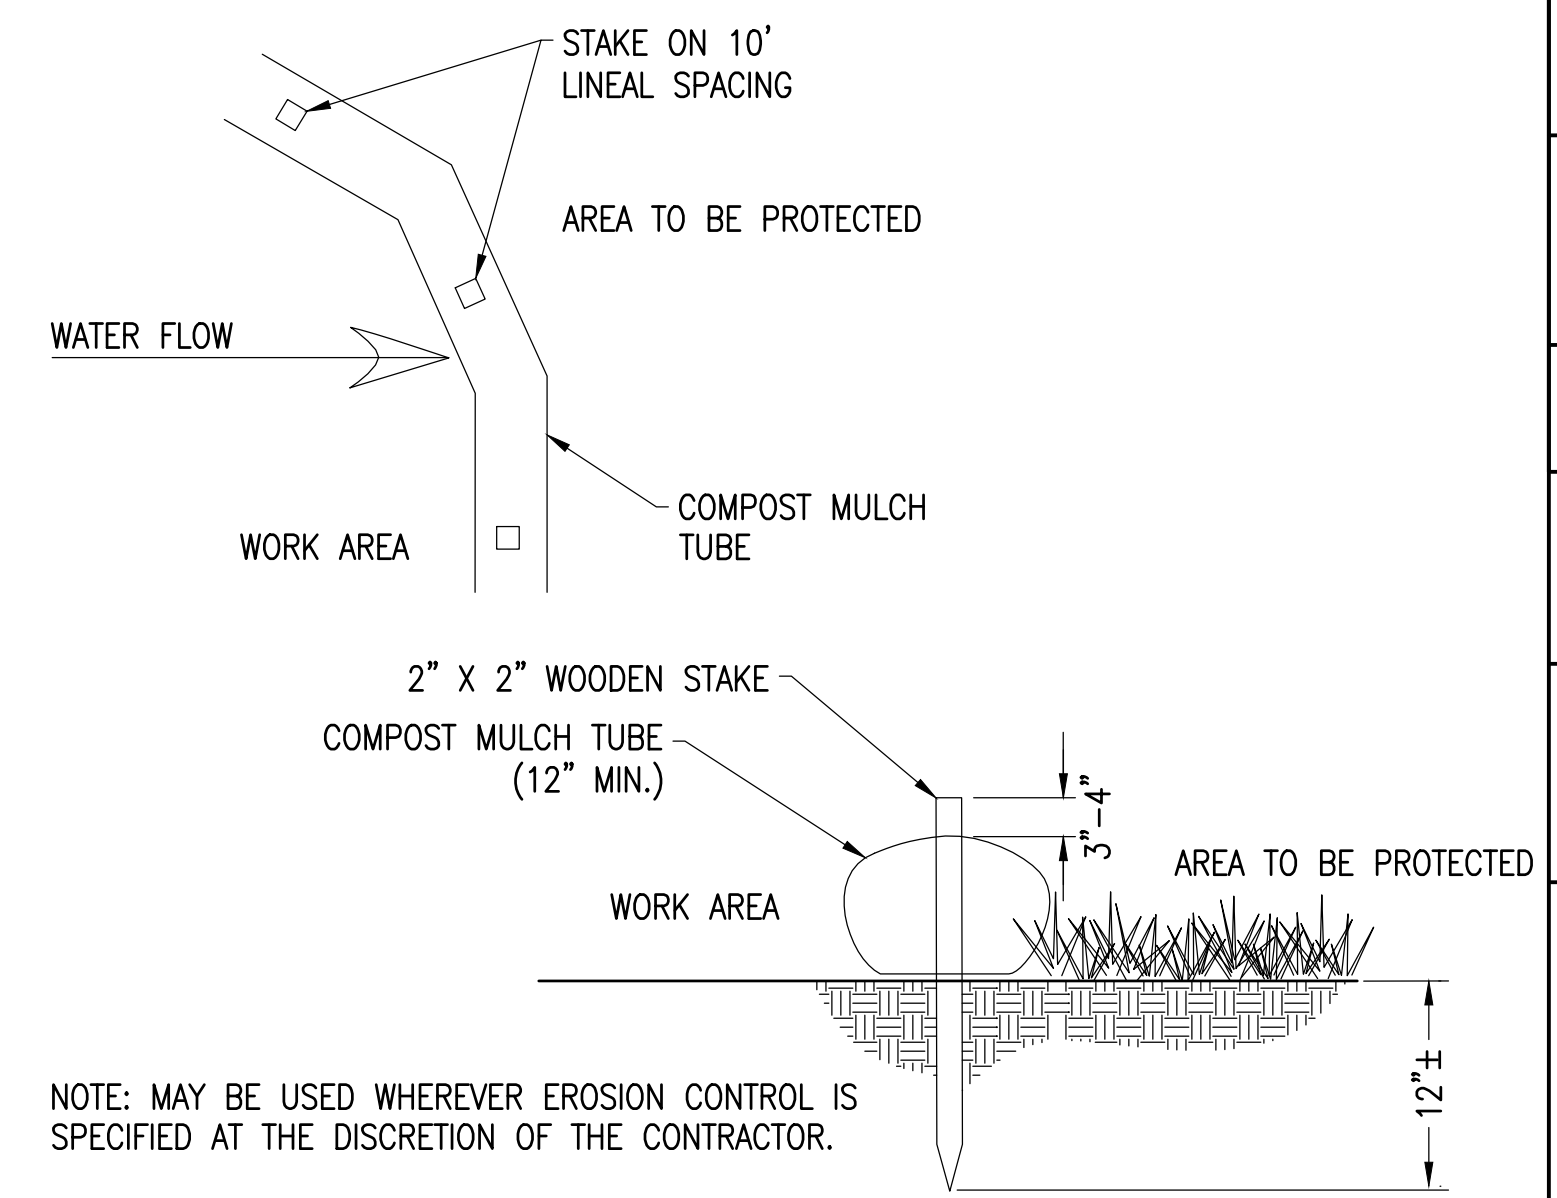 STAKE ON 10'
LINEAL SPACING
AREA TO BE PROTECTED
WATER FLOW
COMPOST MULCH
TUBE
WORK AREA
2" X 2" WOODEN STAKE
COMPOST MULCH TUBE
(12" MIN.)
3"-4"
AREA TO BE PROTECTED
WORK AREA
12"±
NOTE: MAY BE USED WHEREVER EROSION CONTROL IS
SPECIFIED AT THE DISCRETION OF THE CONTRACTOR.